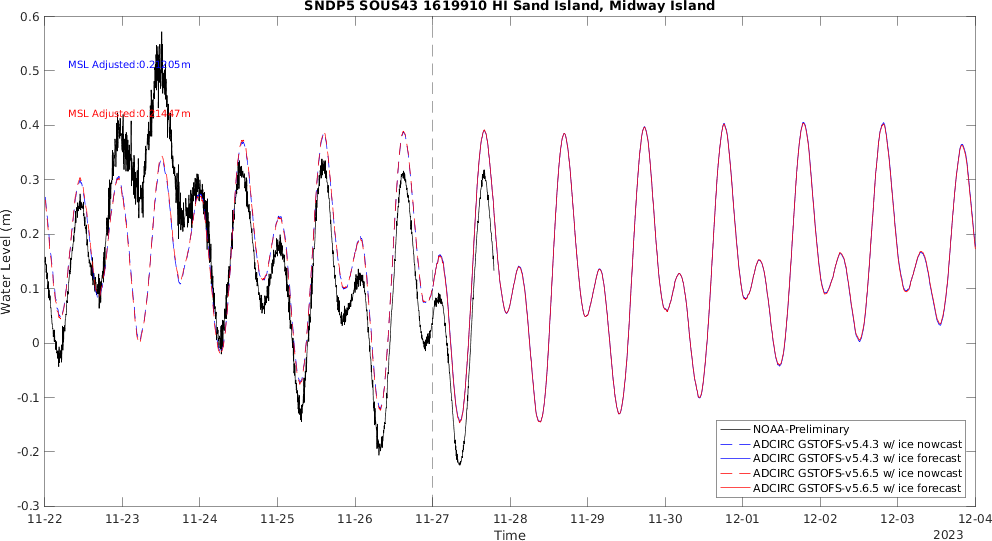 SNDP5 SOUS43 1619910 HI Sand Island, Midway Island
0.6
0.5
0.4
0.3
0.2
0.1
0
-0.1
-0.2
-0.3
Water Level (m)
MSL Adjusted:
MSL Adjusted:
NOAA-Preliminary
ADCIRC GSTOFS-v5.4.3 w/ ice nowcast
ADCIRC GSTOFS-v5.4.3 w/ ice forecast
ADCIRC GSTOFS-v5.6.5 w/ ice nowcast
ADCIRC GSTOFS-v5.6.5 w/ ice forecast
11-22 11-23 11-24 11-25 11-26 11-27 11-28 11-29 11-30 12-01 12-02 12-03 12-04
Time
2023